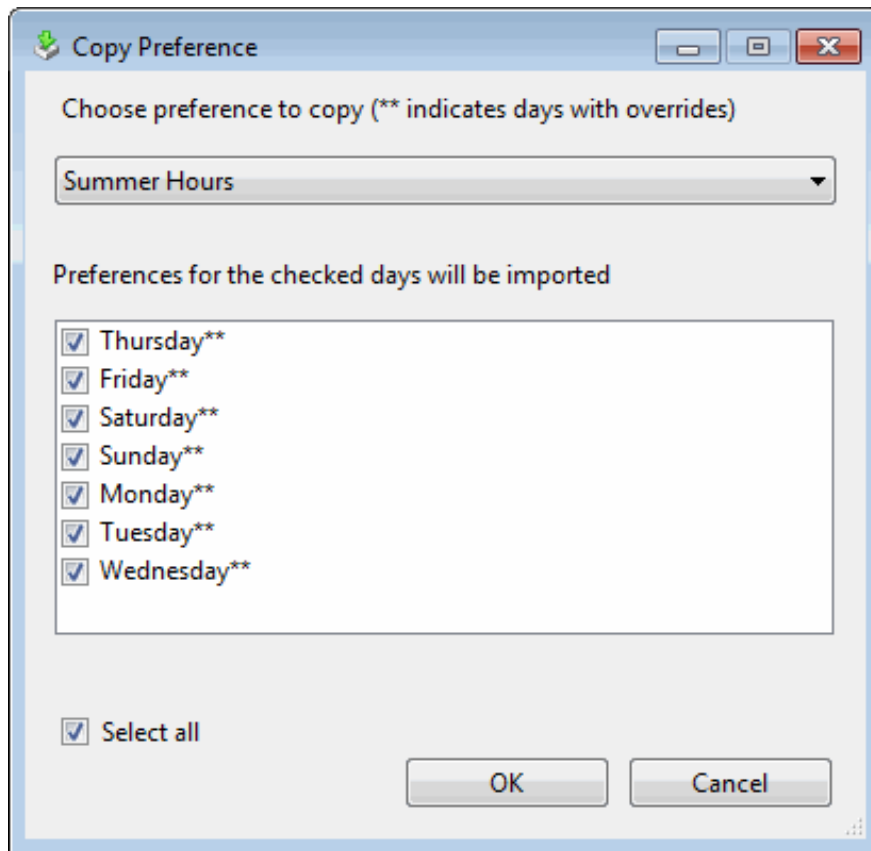 Copy Preference
Choose preference to copy (** indicates days with overrides)
Summer Hours
Preferences for the checked days will be imported
Thursday**
Friday**
Saturday**
Sunday**
Monday**
Tuesday**
Wednesday**
Select all
OK Cancel